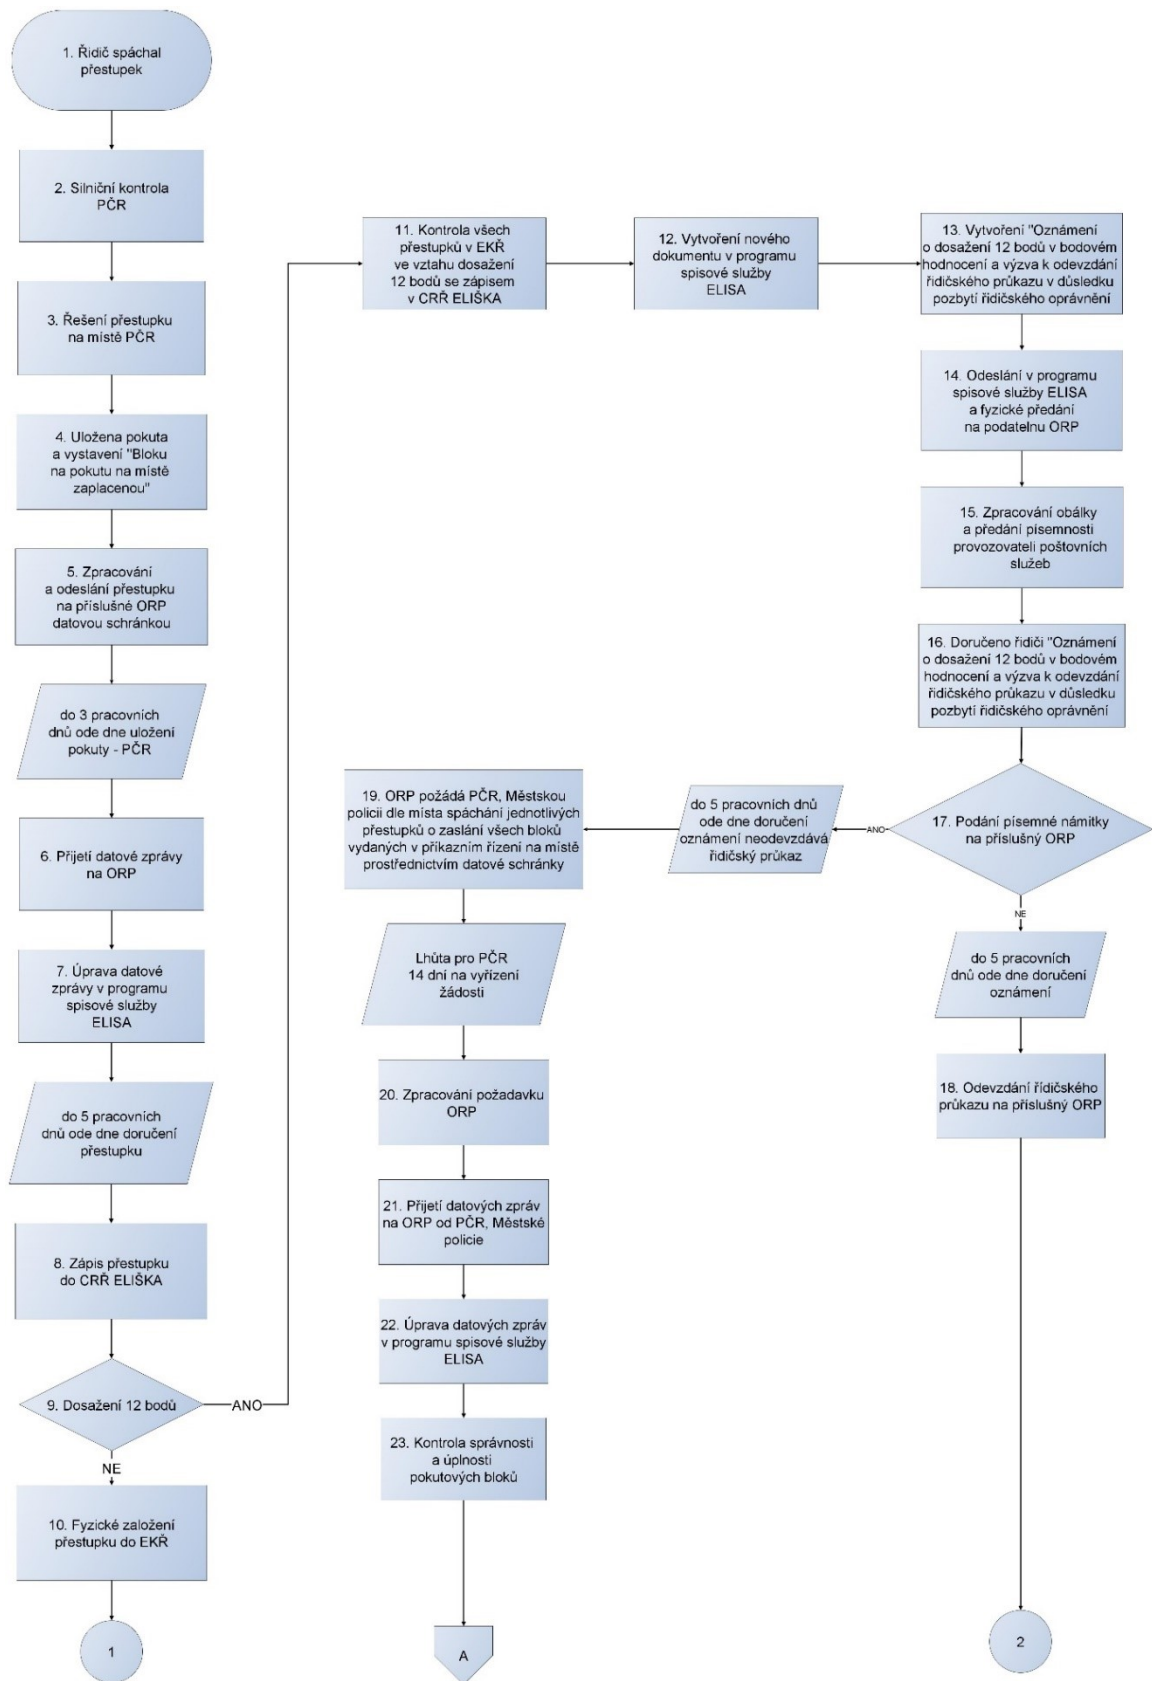 1. Řidič spáchal
přestupek
2. Silniční kontrola
PČR
3. Řešení přestupku
na místě PČR
4. Uložena pokuta
a vystavení "Bloku
na pokutu na místě
zaplacenou"
5. Zpracování
a odeslání přestupku
na příslušné ORP
datovou schránkou
do 3 pracovních
dnů ode dne uložení
pokuty - PČR
6. Přijetí datové zprávy
na ORP
7. Úprava datové
zprávy v programu
spisové služby
ELISA
do 5 pracovních
dnů ode dne doručení
přestupku
8. Zápis přestupku
do CRŘ ELIŠKA
9. Dosažení 12 bodů
ANO
NE
10. Fyzické založení
přestupku do EKŘ
1
11. Kontrola všech
přestupků v EKŘ
ve vztahu dosažení
12 bodů se zápisem
v CRŘ ELIŠKA
12. Vytvoření nového
dokumentu v programu
spisové služby
ELISA
13. Vytvoření "Oznámení
o dosažení 12 bodů v bodovém
hodnocení a výzva k odevzdání
řidičského průkazu v důsledku
pozbytí řidičského oprávnění
14. Odeslání v programu
spisové služby ELISA
a fyzické předání
na podatelnu ORP
15. Zpracování obálky
a předání písemnosti
provozovateli poštovních
služeb
16. Doručeno řidiči "Oznámení
o dosažení 12 bodů v bodovém
hodnocení a výzva k odevzdání
řidičského průkazu v důsledku
pozbytí řidičského oprávnění
17. Podání písemné námitky
na příslušný ORP
ANO
NE
do 5 pracovních
dnů ode dne doručení
oznámení
18. Odevzdání řídičského
průkazu na příslušný ORP
2
do 5 pracovních dnů
ode dne doručení
oznámení neodevzdává
řidičský průkaz
19. ORP požádá PČR, Městskou
policii dle místa spáchání jednotlivých
přestupků o zaslání všech bloků
vydaných v příkazním řízení na místě
prostřednictvím datové schránky
Lhůta pro PČR
14 dní na vyřízení
žádosti
20. Zpracování požadavku
ORP
21. Přijetí datových zpráv
na ORP od PČR, Městské
policie
22. Úprava datových zpráv
v programu spisové služby
ELISA
23. Kontrola správnosti
a úplnosti
pokutových bloků
A